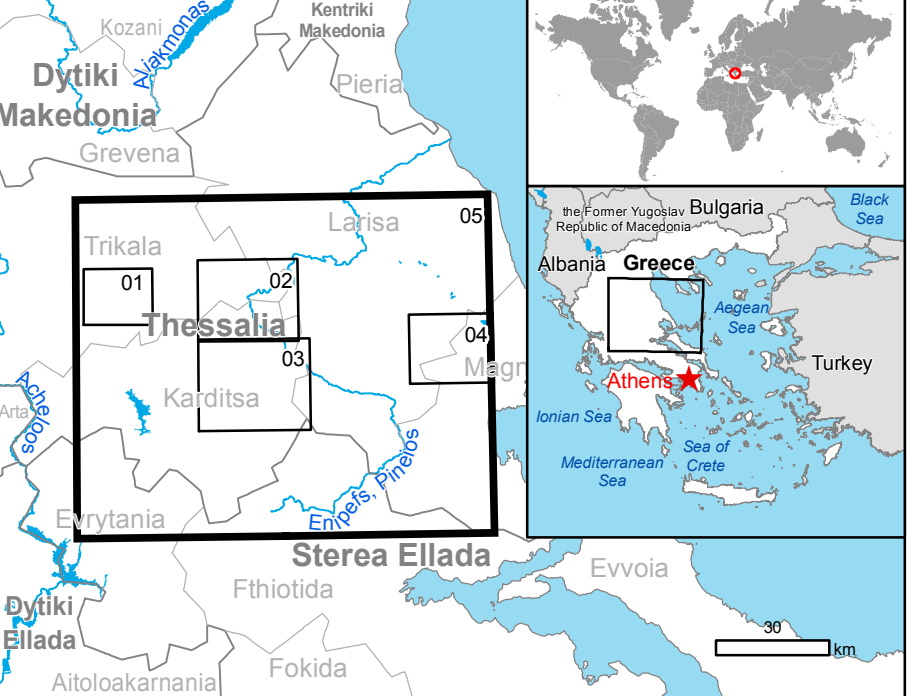 Kozani
Aliakmonas
Kentriki
Makedonia
Dytiki
Makedonia
Pieria
Grevena
Larisa
05
Trikala
01
02
Thessalia
04
03
Magn
Karditsa
Arta
Acheloos
Enipefs, Pineios
Evrytania
Sterea Ellada
Fthiotida
Evvoia
Dytiki
Ellada
Fokida
Aitoloakarnania
30
km
Black
Sea
the Former Yugoslav
Republic of Macedonia
Bulgaria
Albania
Greece
Aegean
Sea
Turkey
Athens
Ionian Sea
Sea of
Crete
Mediterranean
Sea